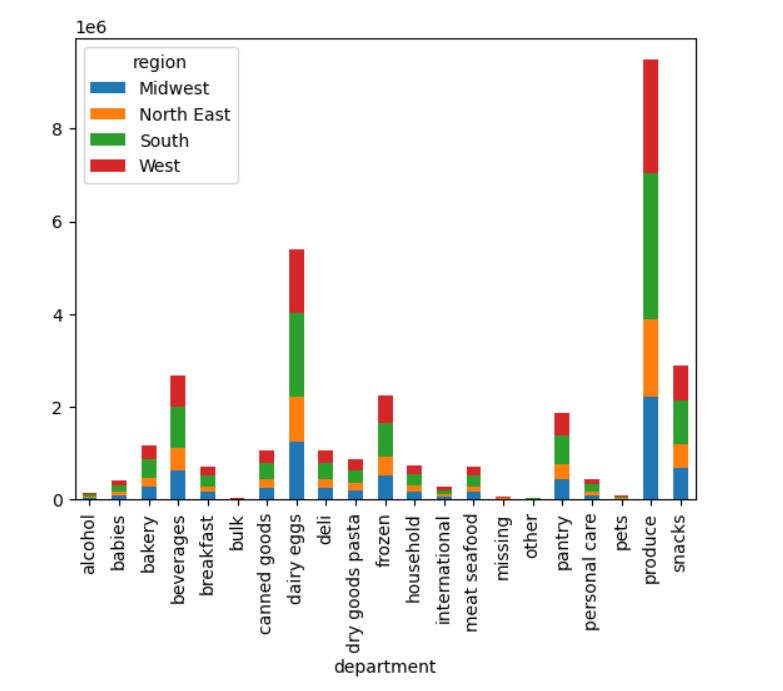 1e6
region
Midwest
North East
South
West
8
6
4
2
0
alcohol
babies
bakery
beverages
breakfast
bulk
canned goods
dairy eggs
deli
dry goods pasta
frozen
household
international
meat seafood
missing
other
pantry
personal care
pets
produce
snacks
department